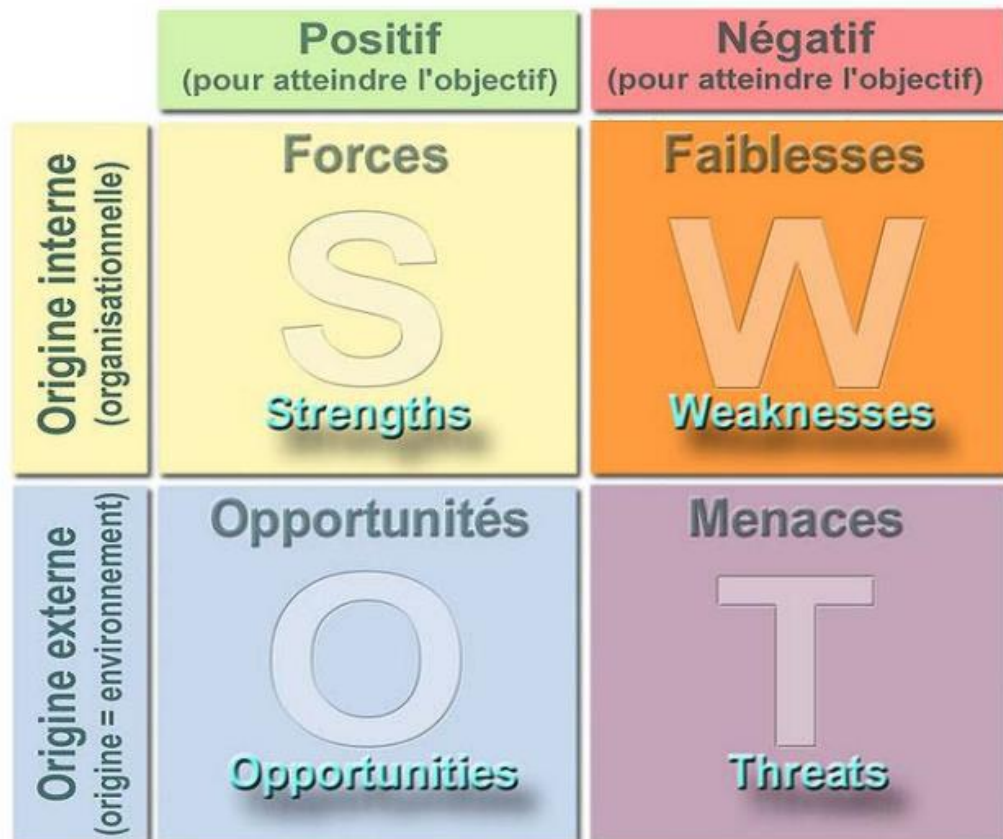 Positif
(pour atteindre l'objectif)
Négatif
(pour atteindre l'objectif)
Origine interne
(organisationnelle)
Forces
S
Strengths
Faiblesses
W
Weaknesses
Origine externe
(origine = environnement)
Opportunités
O
Opportunities
Menaces
T
Threats